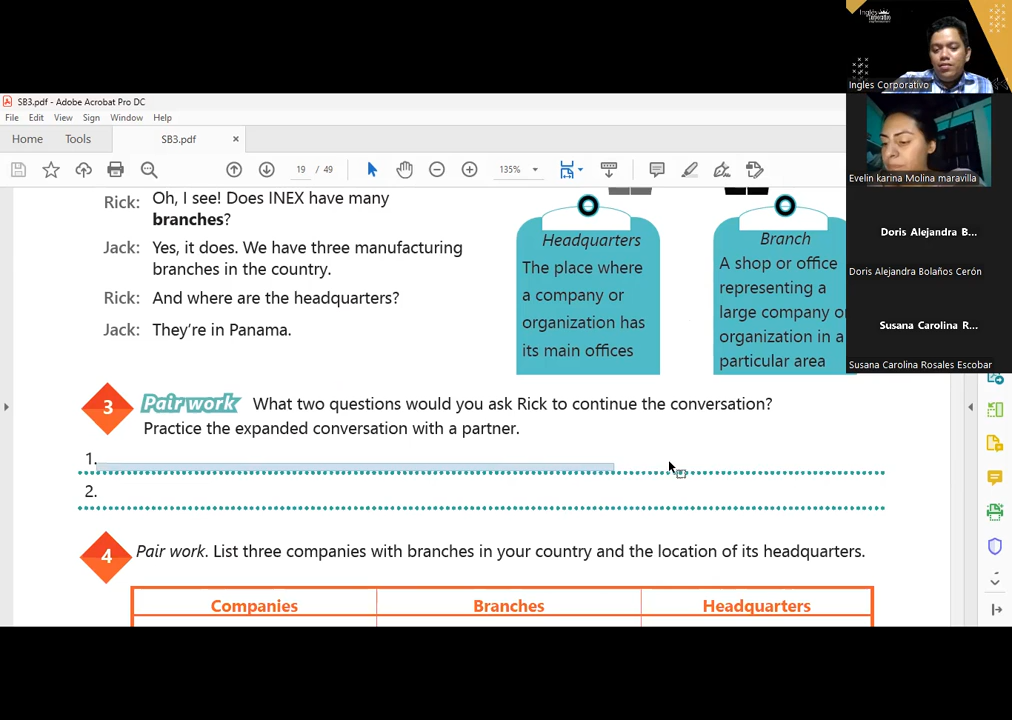 Inglés
Corporativo
Ingles Corporativo
SB3.pdf - Adobe Acrobat Pro DC
File Edit View Sign Window Help
Home Tools SB3.pdf ×
19 / 49 135%
Evelin karina Molina maravilla
Doris Alejandra B...
Doris Alejandra Bolaños Cerón
Susana Carolina R...
Susana Carolina Rosales Escobar
Rick: Oh, I see! Does INEX have many
branches?
Jack: Yes, it does. We have three manufacturing
branches in the country.
Rick: And where are the headquarters?
Jack: They're in Panama.
Headquarters
The place where
a company or
organization has
its main offices
Branch
A shop or office
representing a
large company or
organization in a
particular area
3 Pair work What two questions would you ask Rick to continue the conversation?
Practice the expanded conversation with a partner.
1.
2.
4 Pair work. List three companies with branches in your country and the location of its headquarters.
Companies Branches Headquarters